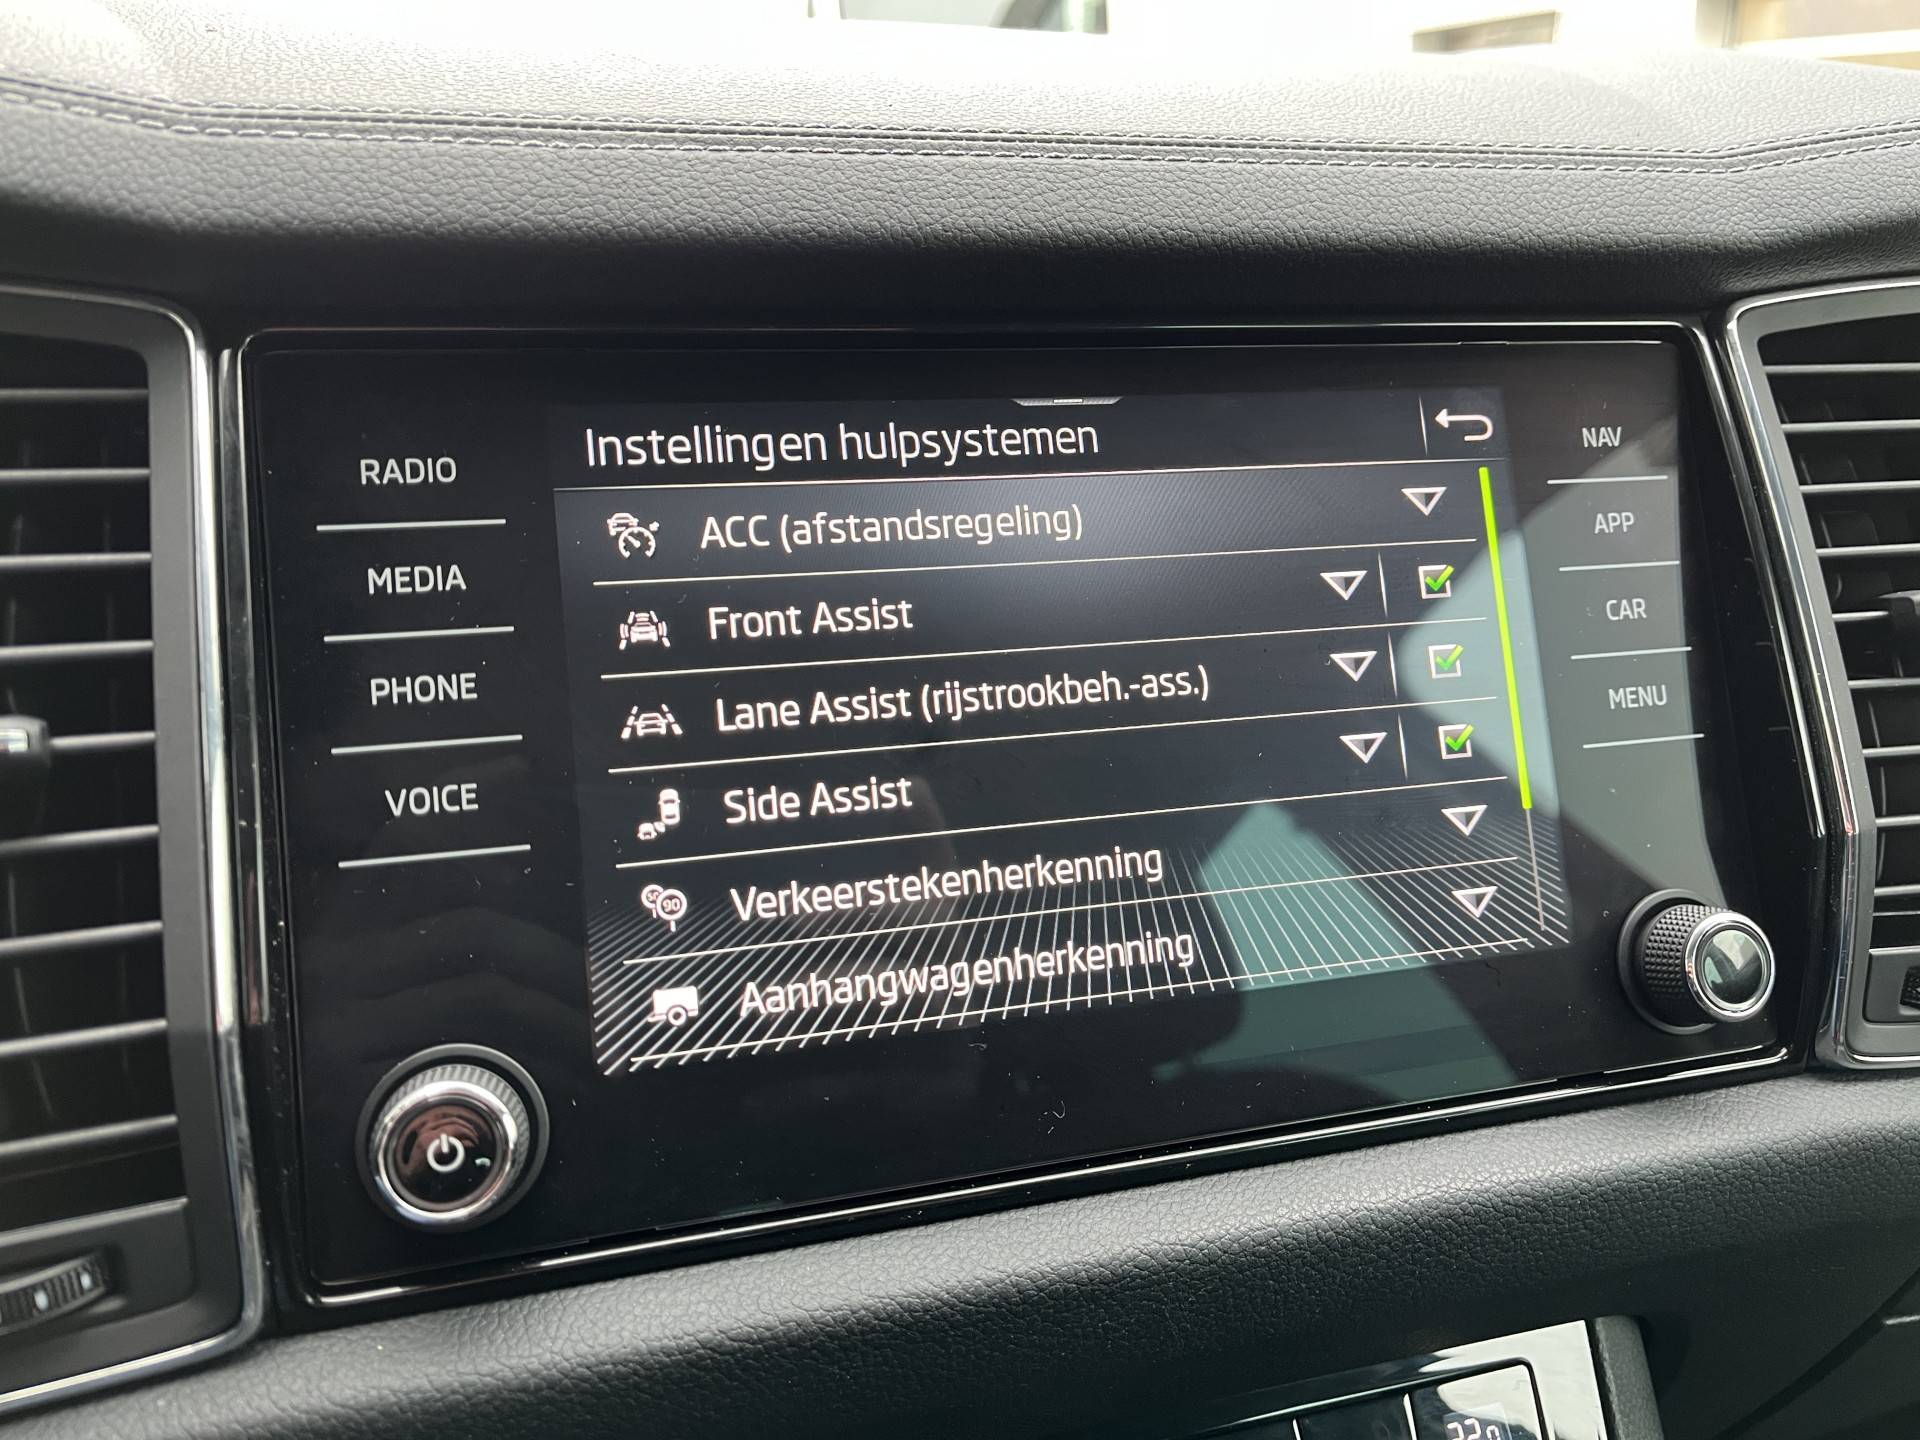 Instellingen hulpsystemen
RADIO
MEDIA
PHONE
VOICE
ACC (afstandsregeling)
Front Assist
Lane Assist (rijstrookbeh.-ass.)
Side Assist
90
Verkeerstekenherkenning
Aanhangwagenherkenning
NAV
APP
CAR
MENU